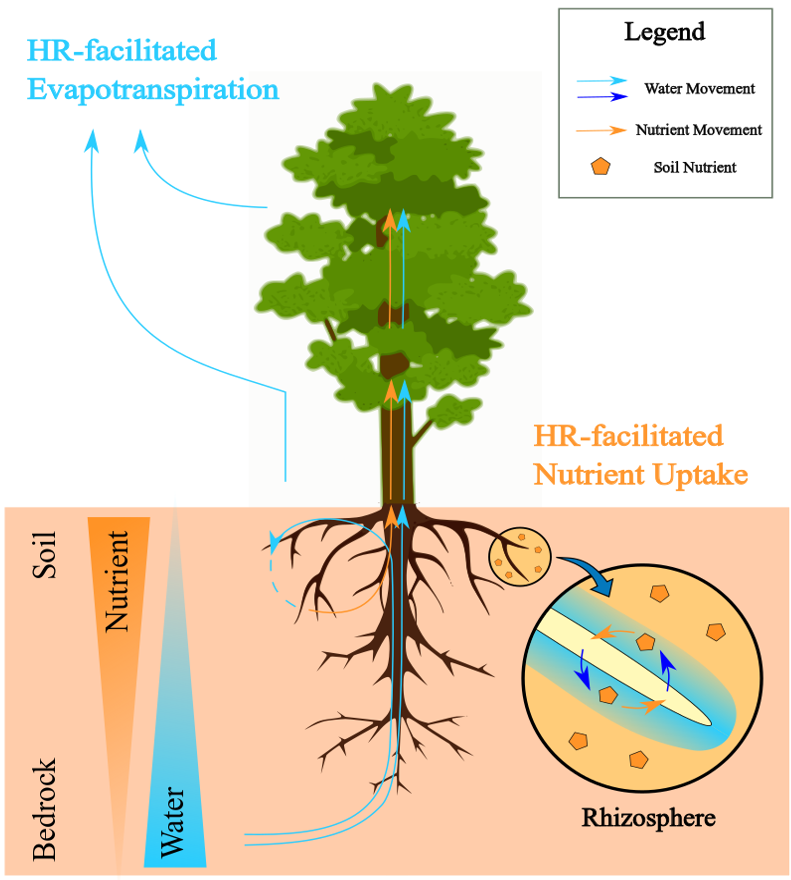 HR-facilitated
Evapotranspiration
Legend
Water Movement
Nutrient Movement
Soil Nutrient
HR-facilitated
Nutrient Uptake
Soil
Nutrient
Bedrock
Water
Rhizosphere